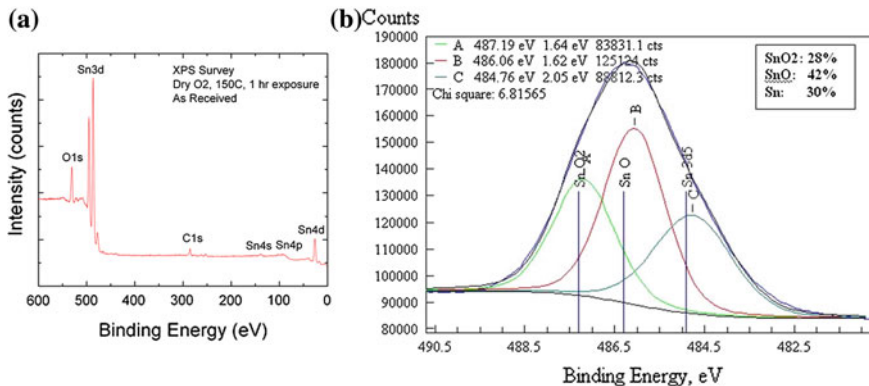 (a)
XPS Survey
Dry O2, 150C, 1 hr exposure
As Received
Sn3d
O1s
C1s
Sn4s
Sn4p
Sn4d
Intensity (counts)
600 500 400 300 200 100 0
Binding Energy (eV)
(b)
Counts
190000
180000
170000
160000
150000
140000
130000
120000
110000
100000
90000
80000
A 487.19 eV 1.64 eV 83831.1 cts
B 486.06 eV 1.62 eV 125124 cts
C 484.76 eV 2.05 eV 88812.3 cts
Chi square: 6.81565
SnO2: 28%
SnO: 42%
Sn: 30%
Sn O2
A
Sn O
B
Sn 3d5
C
490.5 488.5 486.5 484.5 482.5
Binding Energy, eV